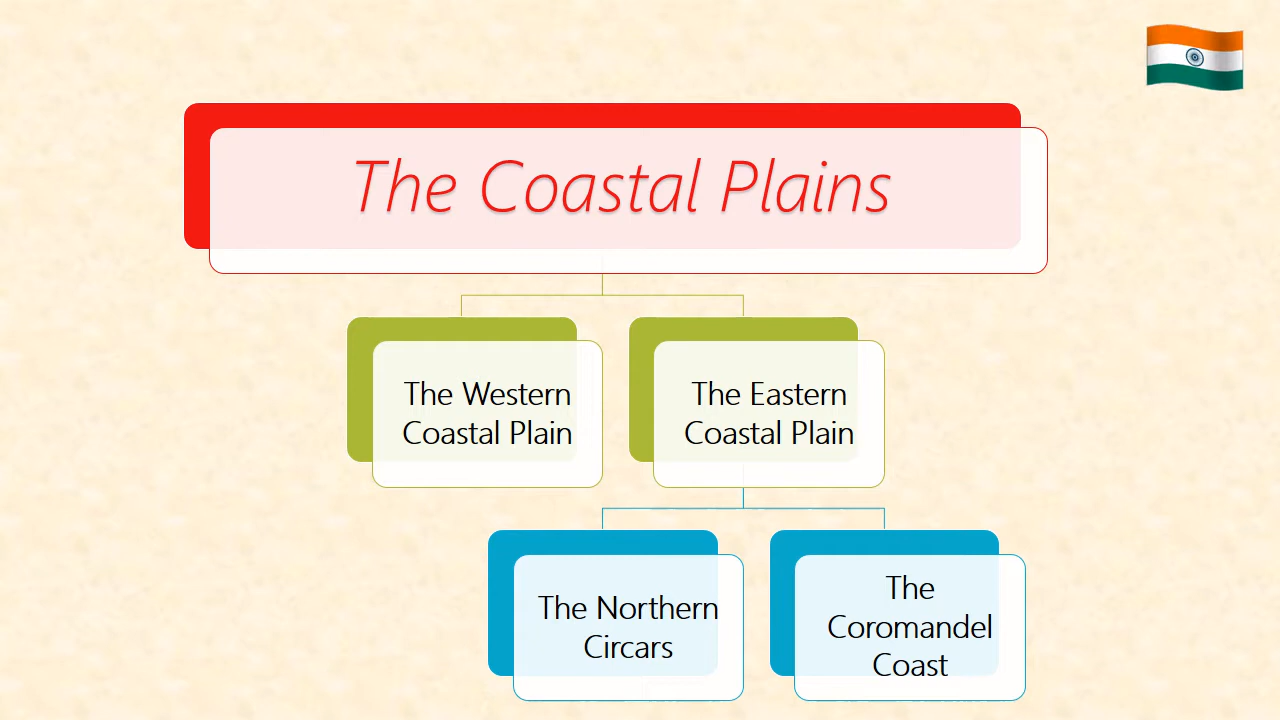 The Coastal Plains
The Western
Coastal Plain
The Eastern
Coastal Plain
The Northern
Circars
The
Coromandel
Coast